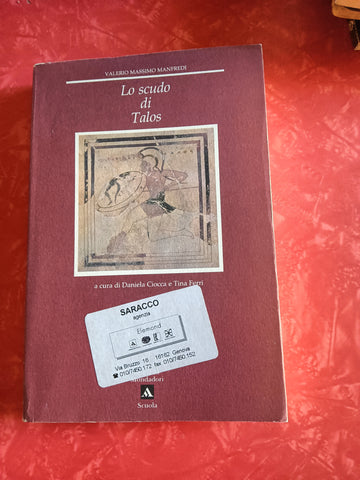 VALERIO MASSIMO MANFREDI
Lo scudo
di
Talos
a cura di Daniela Ciocca e Tina Ferri
SARACCO
agenzia
Elemond
Via Bruzzo, 16 16162 Genova
☎ 010/7450.172 fax 010/7450.152
Mondadori
A
Scuola